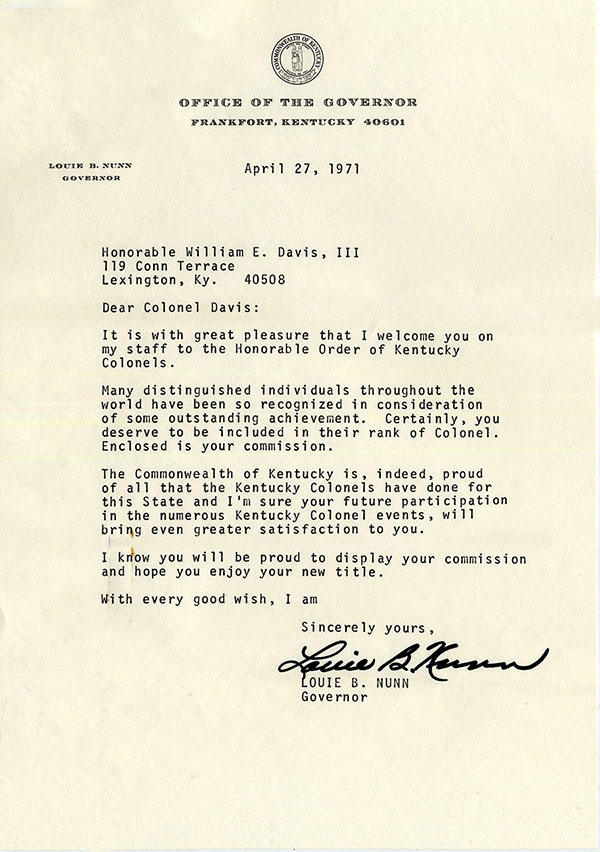 COMMONWEALTH OF KENTUCKY
OFFICE OF THE GOVERNOR
FRANKFORT, KENTUCKY 40601
LOUIE B. NUNN
GOVERNOR
April 27, 1971
Honorable William E. Davis, III
119 Conn Terrace
Lexington, Ky. 40508
Dear Colonel Davis:
It is with great pleasure that I welcome you on
my staff to the Honorable Order of Kentucky
Colonels.
Many distinguished individuals throughout the
world have been so recognized in consideration
of some outstanding achievement. Certainly, you
deserve to be included in their rank of Colonel.
Enclosed is your commission.
The Commonwealth of Kentucky is, indeed, proud
of all that the Kentucky Colonels have done for
this State and I'm sure your future participation
in the numerous Kentucky Colonel events, will
bring even greater satisfaction to you.
I know you will be proud to display your commission
and hope you enjoy your new title.
With every good wish, I am
Sincerely yours,
Louie B. Nunn
LOUIE B. NUNN
Governor